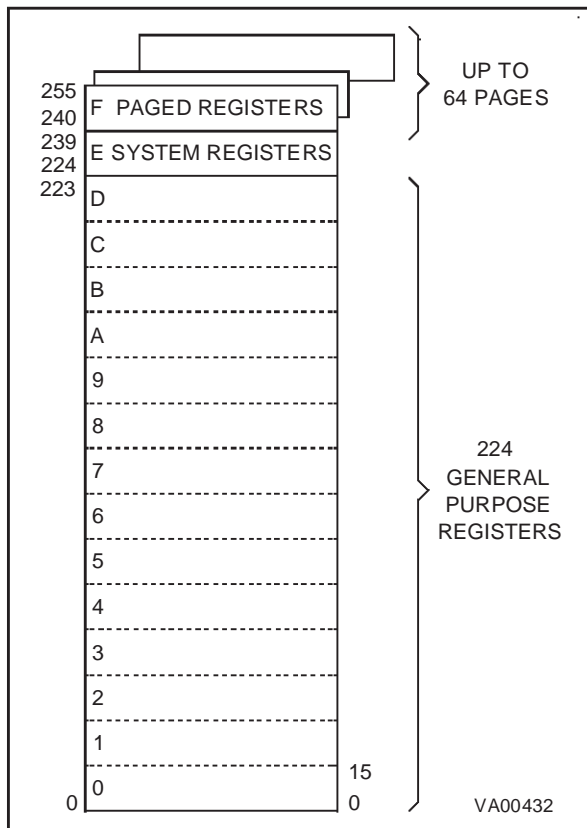 UP TO
64 PAGES
255
F PAGED REGISTERS
240
239
E SYSTEM REGISTERS
224
223
D
C
B
A
9
8
7
6
5
4
3
2
1
0
224
GENERAL
PURPOSE
REGISTERS
15
0
0
VA00432